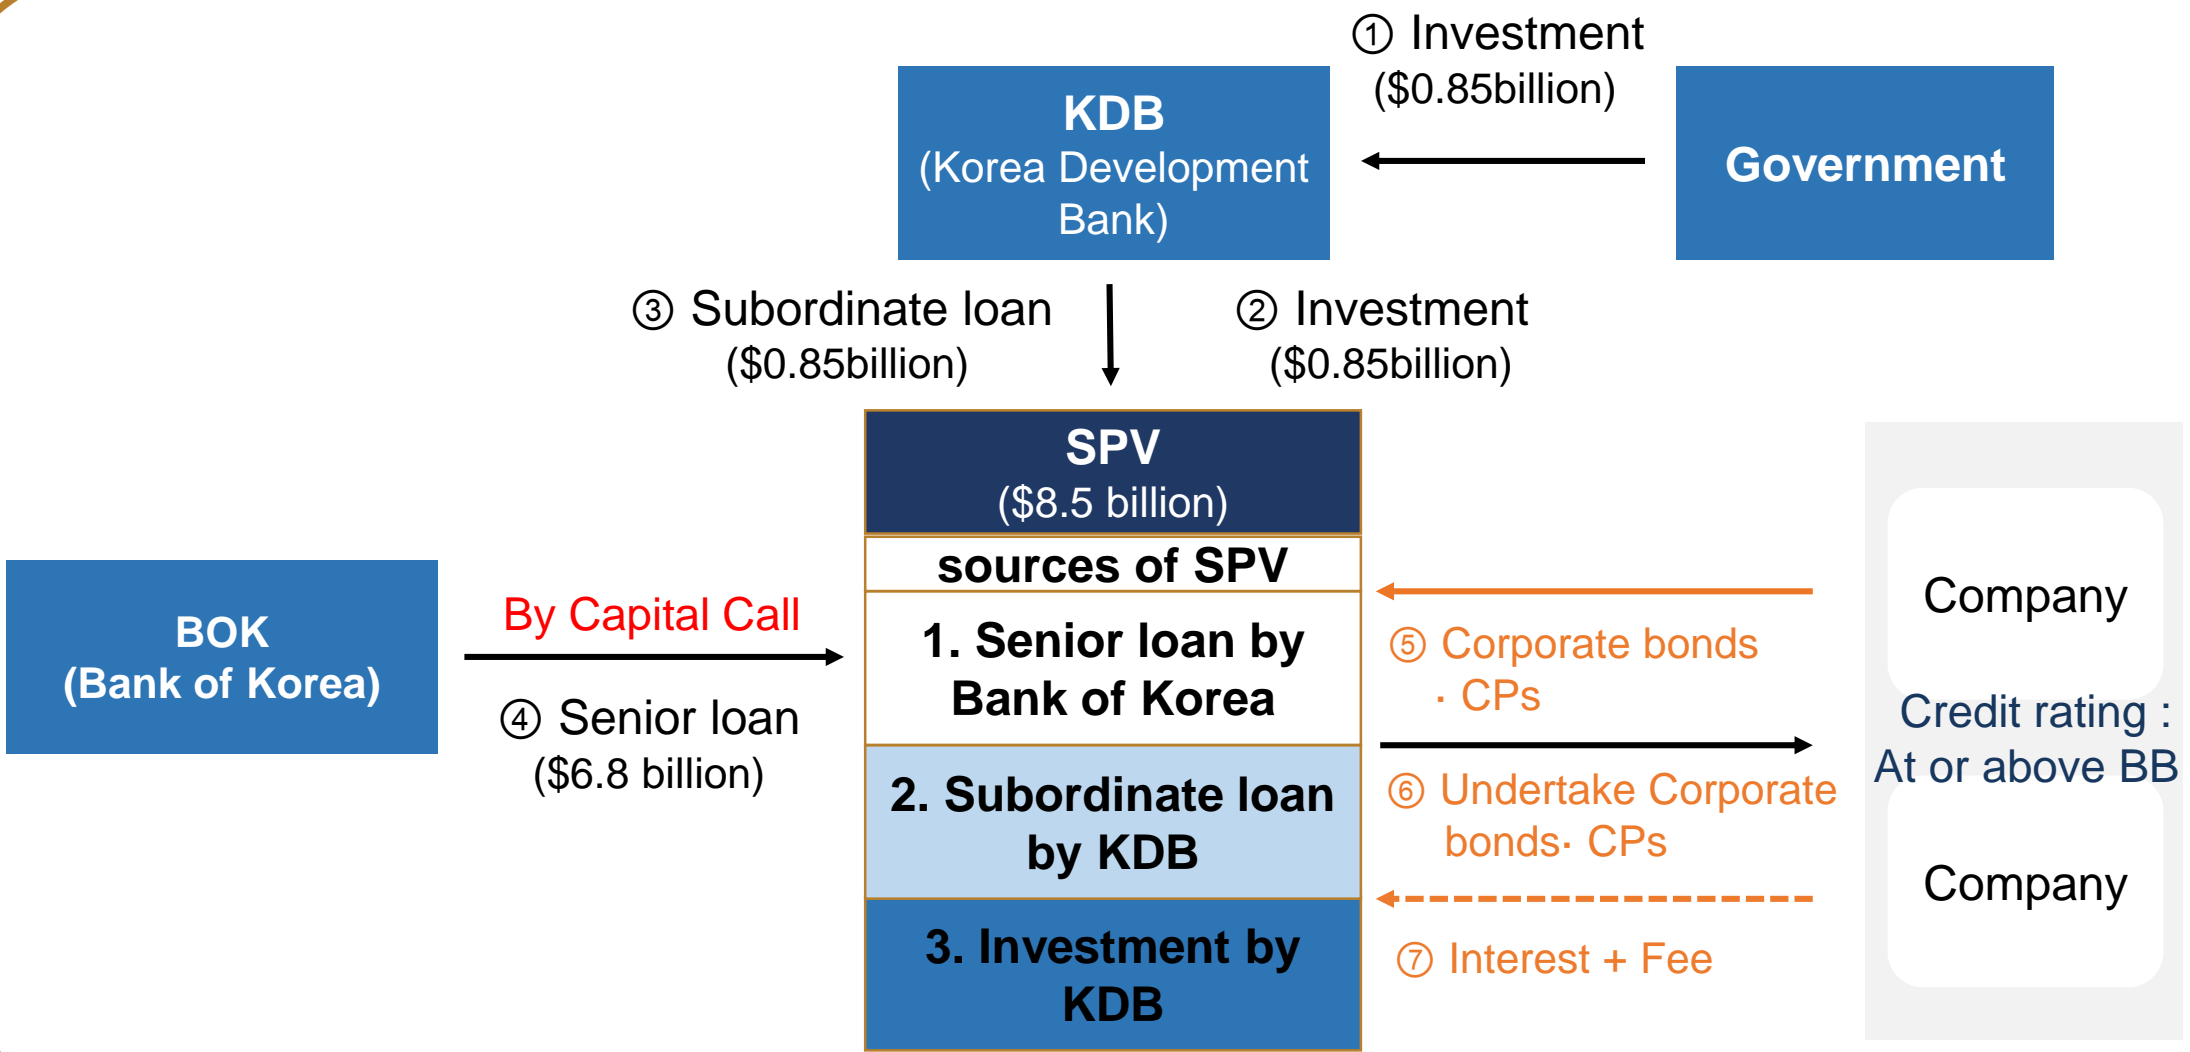 ① Investment
($0.85billion)
KDB
(Korea Development
Bank)
Government
③ Subordinate loan
($0.85billion)
② Investment
($0.85billion)
SPV
($8.5 billion)
sources of SPV
BOK
(Bank of Korea)
By Capital Call
④ Senior loan
($6.8 billion)
1. Senior loan by
Bank of Korea
2. Subordinate loan
by KDB
3. Investment by
KDB
⑤ Corporate bonds
· CPs
⑥ Undertake Corporate
bonds· CPs
⑦ Interest + Fee
Company
Credit rating :
At or above BB
Company